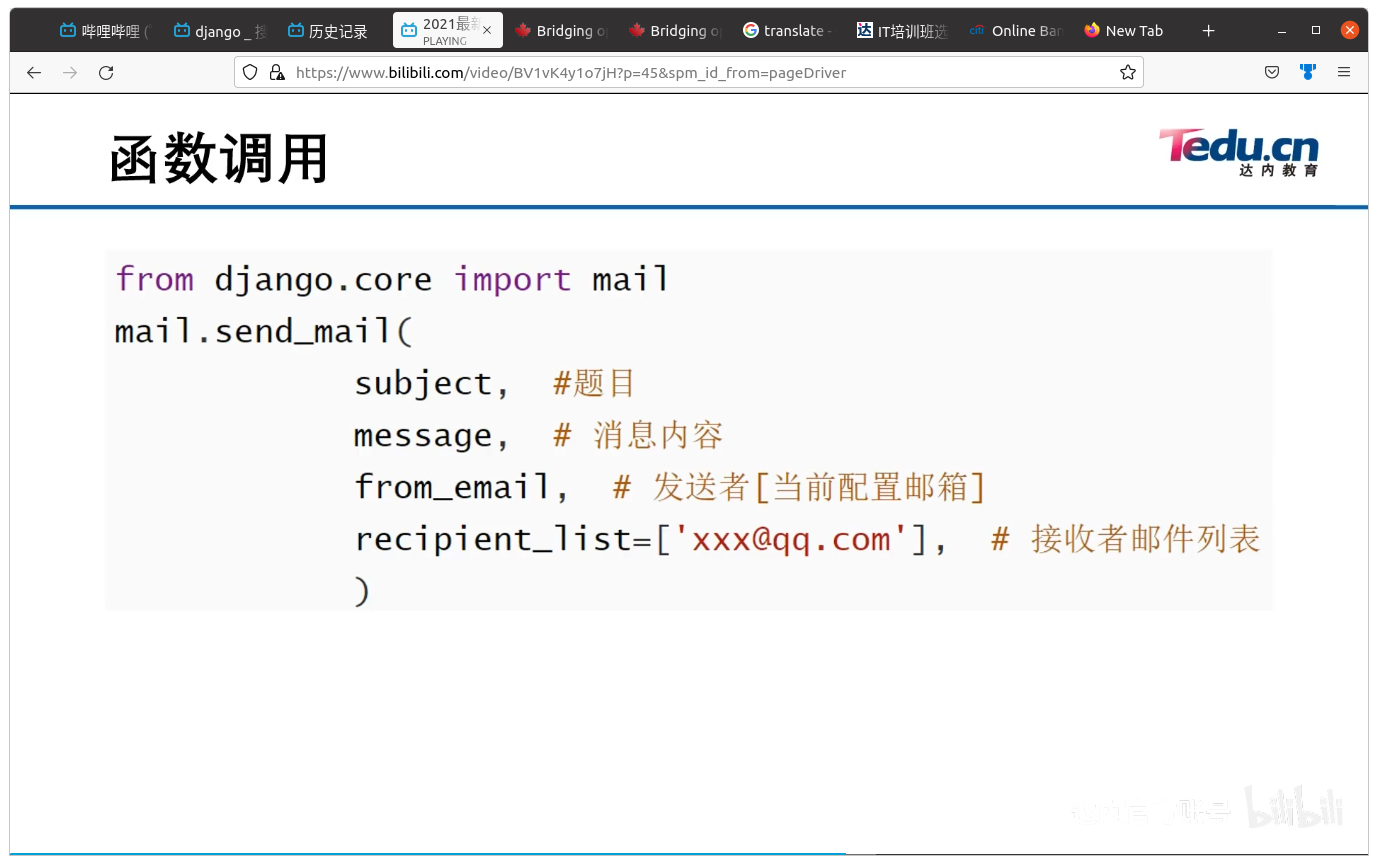 哔哩哔哩 (
django _ 搜
历史记录
2021最新
PLAYING
Bridging o
Bridging o
translate -
IT培训班选
citi
Online Ban
New Tab
https://www.bilibili.com/video/BV1vK4y1o7jH?p=45&spm_id_from=pageDriver
函数调用
Tedu.cn
达内教育
from django.core import mail
mail.send_mail(
subject, #题目
message, # 消息内容
from_email, # 发送者[当前配置邮箱]
recipient_list=['xxx@qq.com'], # 接收者邮件列表
)
bilibili